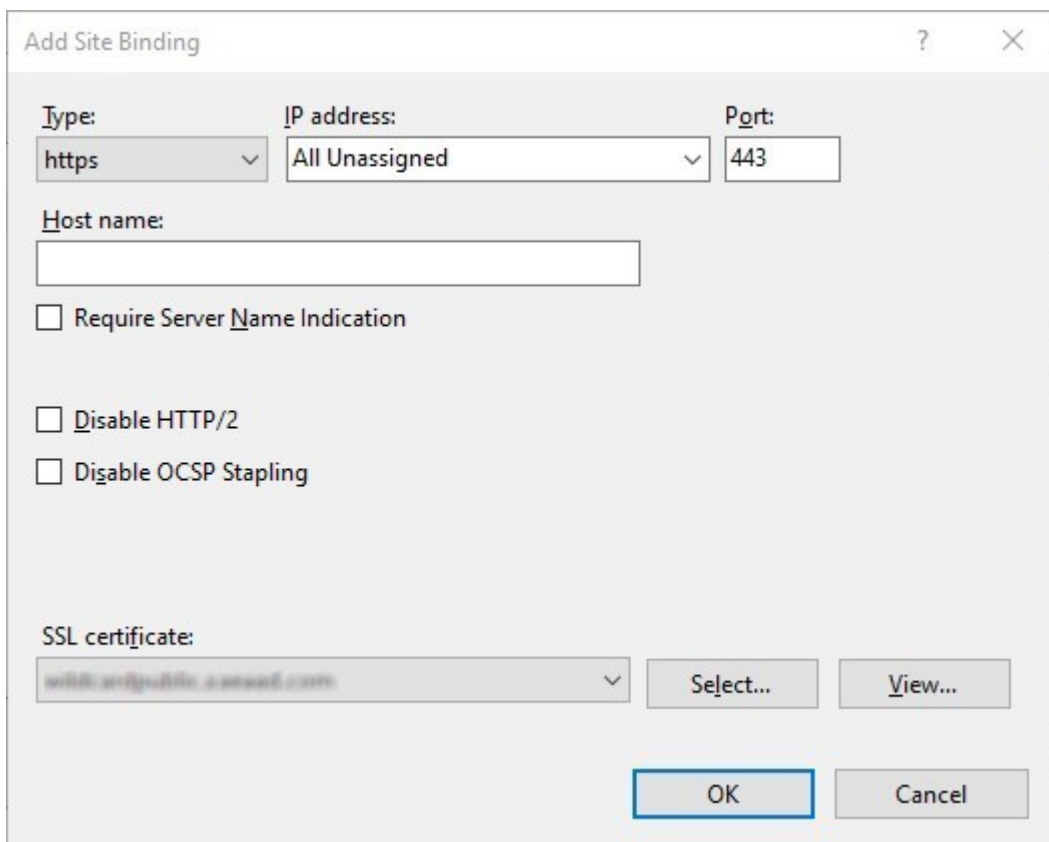 Add Site Binding ?
Type: IP address: Port:
https All Unassigned 443
Host name:
Require Server Name Indication
Disable HTTP/2
Disable OCSP Stapling
SSL certificate:
Select... View...
OK Cancel